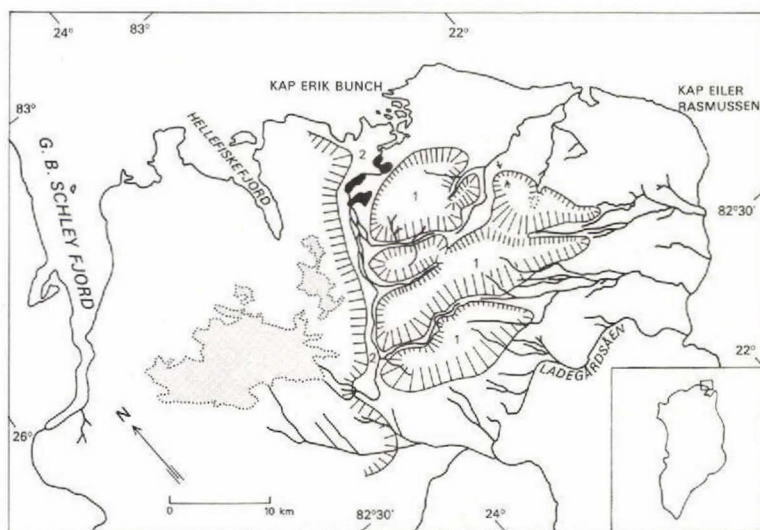 24° 83° 22°
KAP ERIK BUNCH
KAP EILER
RASMUSSEN
83°
HELLEFISKEFJORD
G. B. SCHLEY FJORD
2
1
82°30'
1
1
2
LADEGÅRDSÅEN
22°
26°
N
0 10 km
82°30' 24°